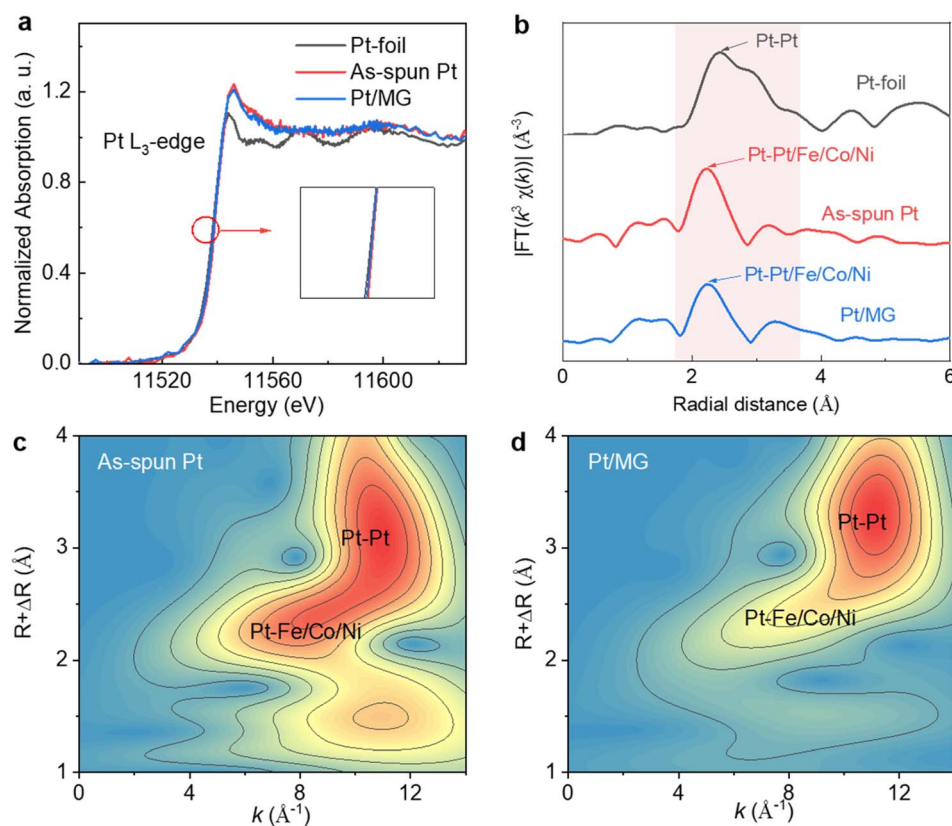 a
Normalized Absorption (a. u.)
1.2
0.8
0.4
0.0
Pt L₃-edge
Pt-foil
As-spun Pt
Pt/MG
11520
11560
11600
Energy (eV)
b
|FT(k³ χ(k))| (Å⁻³)
Pt-Pt
Pt-foil
Pt-Pt/Fe/Co/Ni
As-spun Pt
Pt-Pt/Fe/Co/Ni
Pt/MG
0
2
4
6
Radial distance (Å)
c
R+ΔR (Å)
4
3
2
1
As-spun Pt
Pt-Pt
Pt-Fe/Co/Ni
0
4
8
12
k (Å⁻¹)
d
R+ΔR (Å)
4
3
2
1
Pt/MG
Pt-Pt
Pt-Fe/Co/Ni
0
4
8
12
k (Å⁻¹)